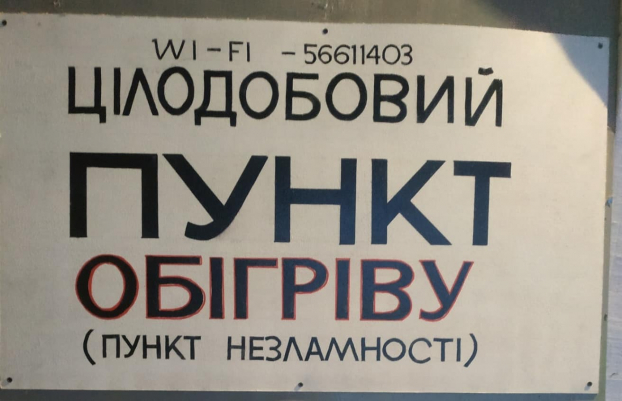 WI-FI - 56611403
ЦІЛОДОБОВИЙ
ПУНКТ
ОБІГРІВУ
(ПУНКТ НЕЗЛАМНОСТІ)